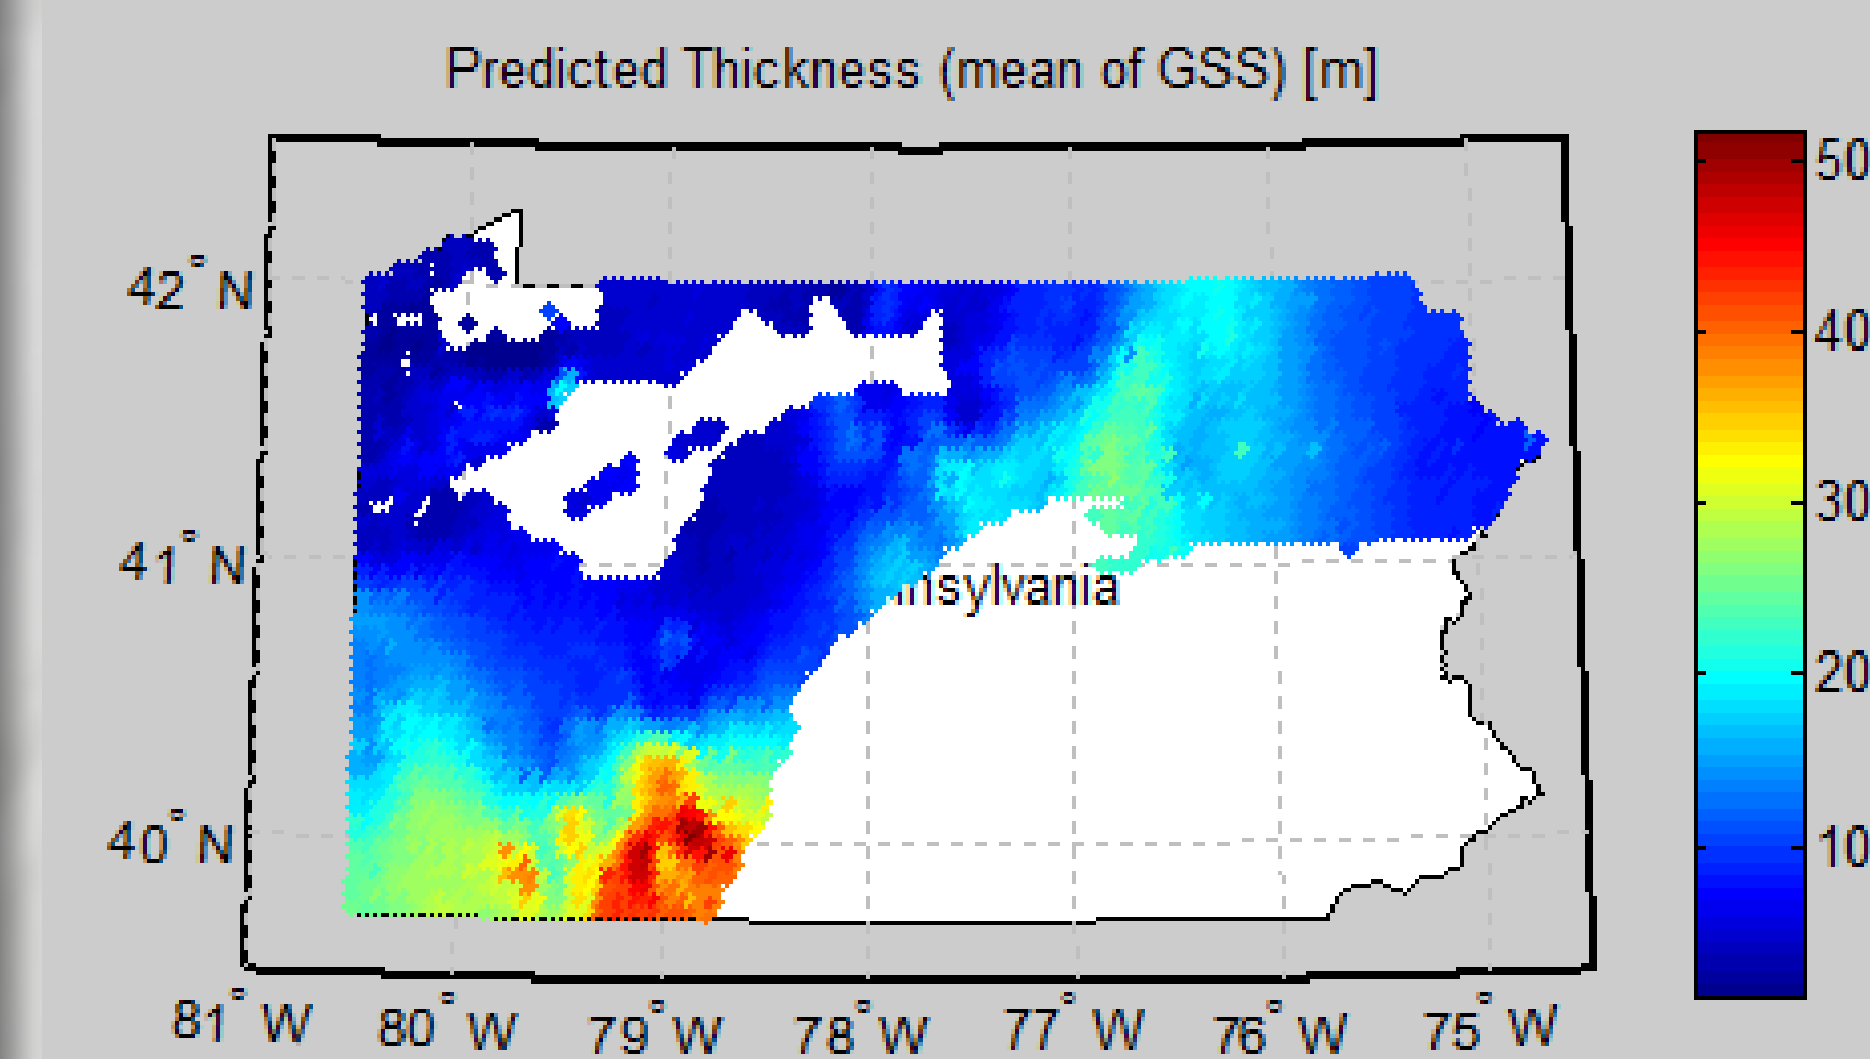 Predicted Thickness (mean of GSS) [m]
50
42° N
40
30
41° N
nsylvania
20
40° N
10
81° W 80° W 79° W 78° W 77° W 76° W 75° W